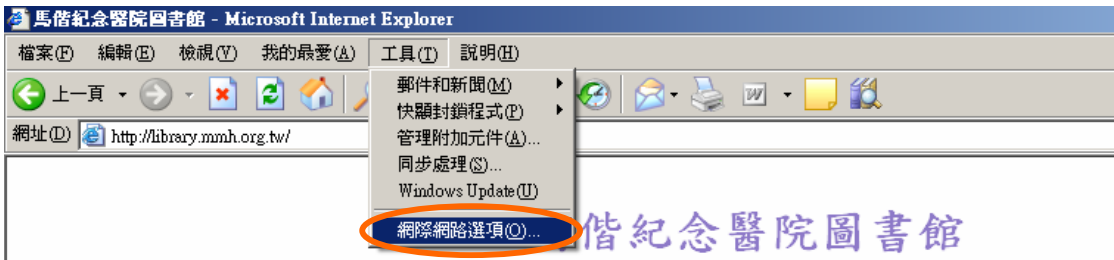 馬偕紀念醫院圖書館 - Microsoft Internet Explorer
檔案(F) 編輯(E) 檢視(V) 我的最愛(A) 工具(T) 說明(H)
上一頁
郵件和新聞(M)
快顯封鎖程式(P)
管理附加元件(A)...
同步處理(S)...
Windows Update(U)
網際網路選項(O)...
網址(D) http://library.mmh.org.tw/
偕紀念醫院圖書館